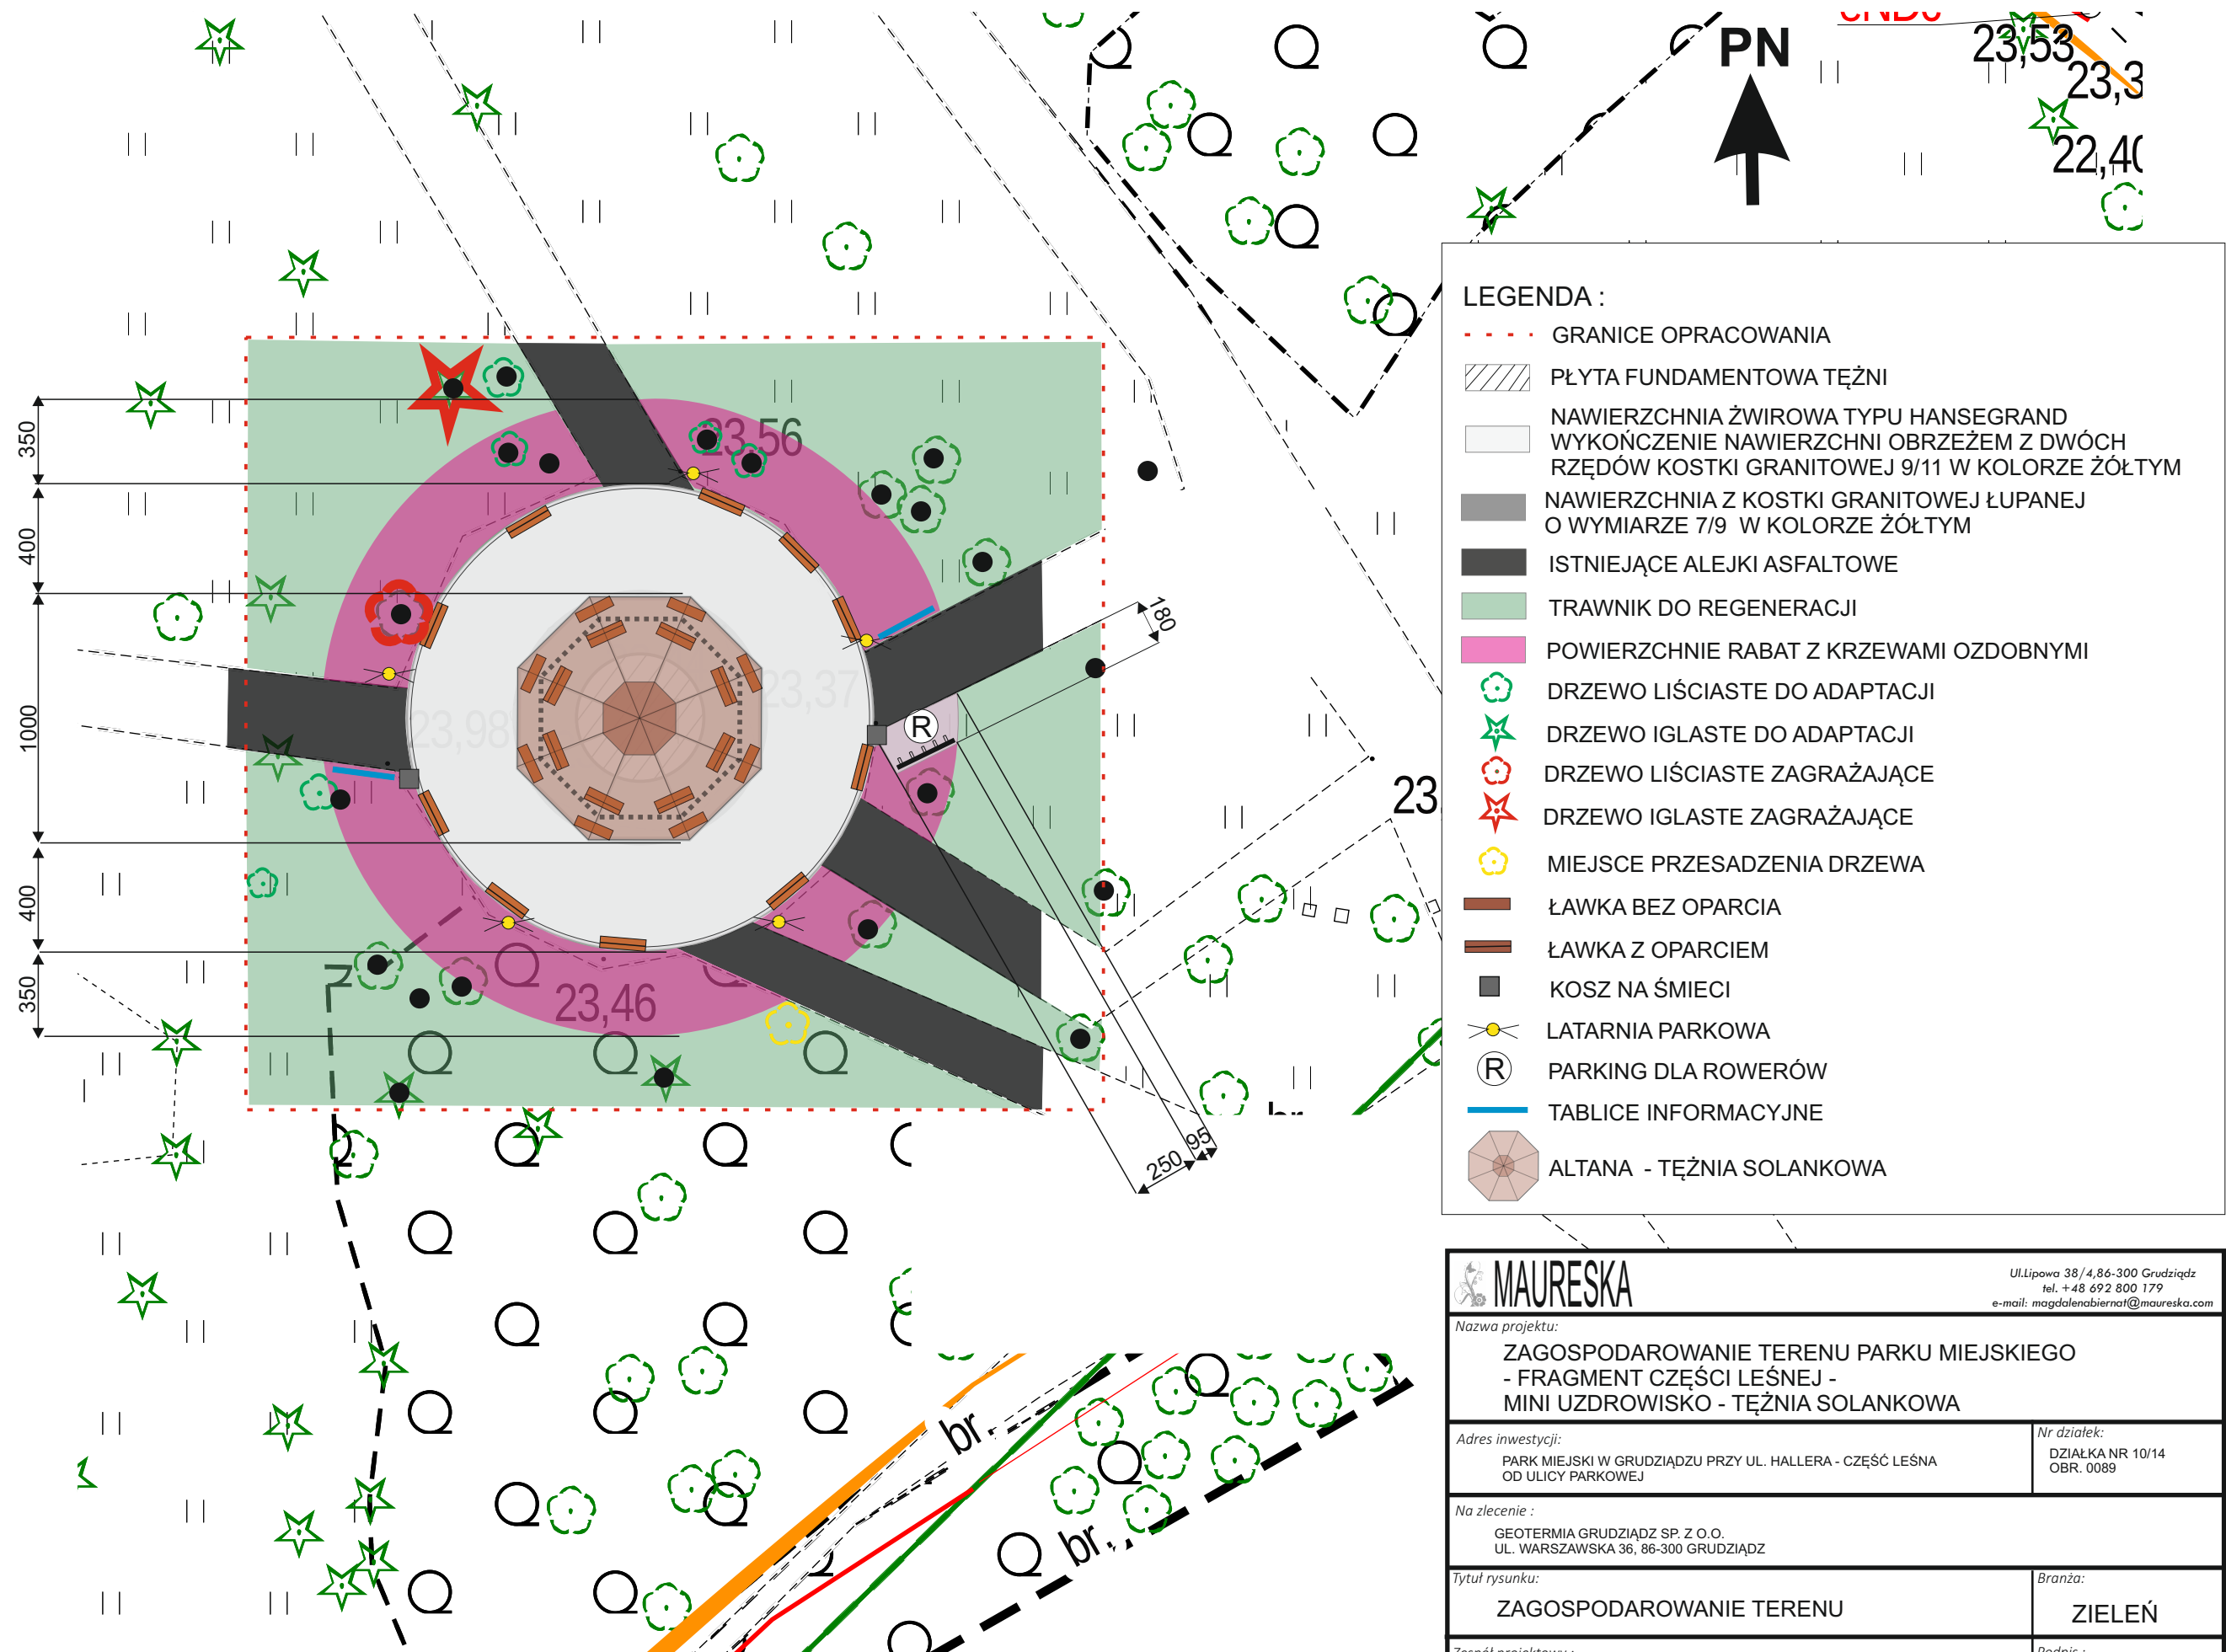 PN
23,53
23,3
22,40
350
400
1000
400
350
23,56
23,37
23,98
23,46
180
R
23.
250
95
br.
br.
LEGENDA :
GRANICE OPRACOWANIA
PŁYTA FUNDAMENTOWA TĘŻNI
NAWIERZCHNIA ŻWIROWA TYPU HANSEGRAND
WYKOŃCZENIE NAWIERZCHNI OBRZEŻEM Z DWÓCH
RZĘDÓW KOSTKI GRANITOWEJ 9/11 W KOLORZE ŻÓŁTYM
NAWIERZCHNIA Z KOSTKI GRANITOWEJ ŁUPANEJ
O WYMIARZE 7/9 W KOLORZE ŻÓŁTYM
ISTNIEJĄCE ALEJKI ASFALTOWE
TRAWNIK DO REGENERACJI
POWIERZCHNIE RABAT Z KRZEWAMI OZDOBNYMI
DRZEWO LIŚCIASTE DO ADAPTACJI
DRZEWO IGLASTE DO ADAPTACJI
DRZEWO LIŚCIASTE ZAGRAŻAJĄCE
DRZEWO IGLASTE ZAGRAŻAJĄCE
MIEJSCE PRZESADZENIA DRZEWA
ŁAWKA BEZ OPARCIA
ŁAWKA Z OPARCIEM
KOSZ NA ŚMIECI
LATARNIA PARKOWA
R PARKING DLA ROWERÓW
TABLICE INFORMACYJNE
ALTANA - TĘŻNIA SOLANKOWA
MAURESKA
Ul.Lipowa 38/4,86-300 Grudziądz
tel. +48 692 800 179
e-mail: magdalenabiernat@maureska.com
Nazwa projektu:
ZAGOSPODAROWANIE TERENU PARKU MIEJSKIEGO
- FRAGMENT CZĘŚCI LEŚNEJ -
MINI UZDROWISKO - TĘŻNIA SOLANKOWA
Adres inwestycji:
PARK MIEJSKI W GRUDZIĄDZU PRZY UL. HALLERA - CZĘŚĆ LEŚNA
OD ULICY PARKOWEJ
Nr działek:
DZIAŁKA NR 10/14
OBR. 0089
Na zlecenie :
GEOTERMIA GRUDZIĄDZ SP. Z O.O.
UL. WARSZAWSKA 36, 86-300 GRUDZIĄDZ
Tytuł rysunku:
ZAGOSPODAROWANIE TERENU
Branża:
ZIELEŃ
Zespół projektowy :
Podpis :